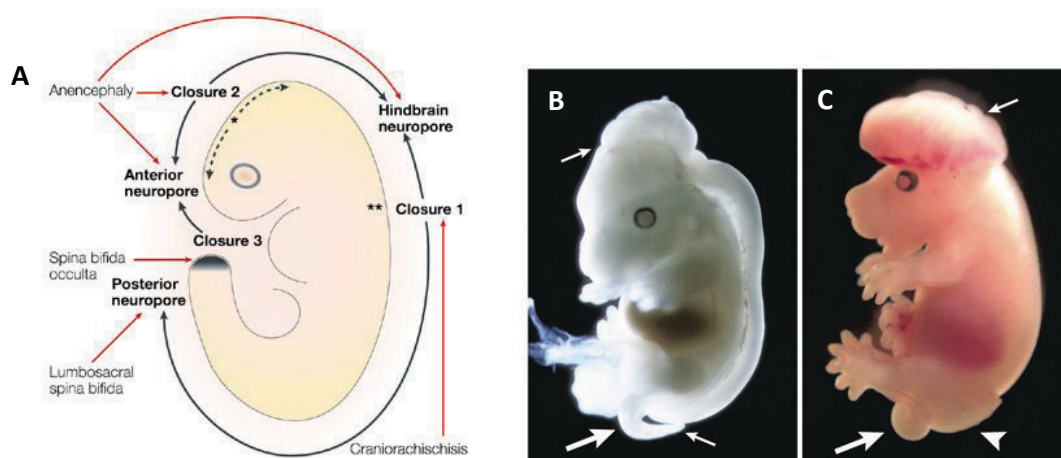 A
Anencephaly
Closure 2
Hindbrain
neuropore
*
Anterior
neuropore
**
Closure 1
Closure 3
Spina bifida
occulta
Posterior
neuropore
Lumbosacral
spina bifida
Craniorachischisis
B
C